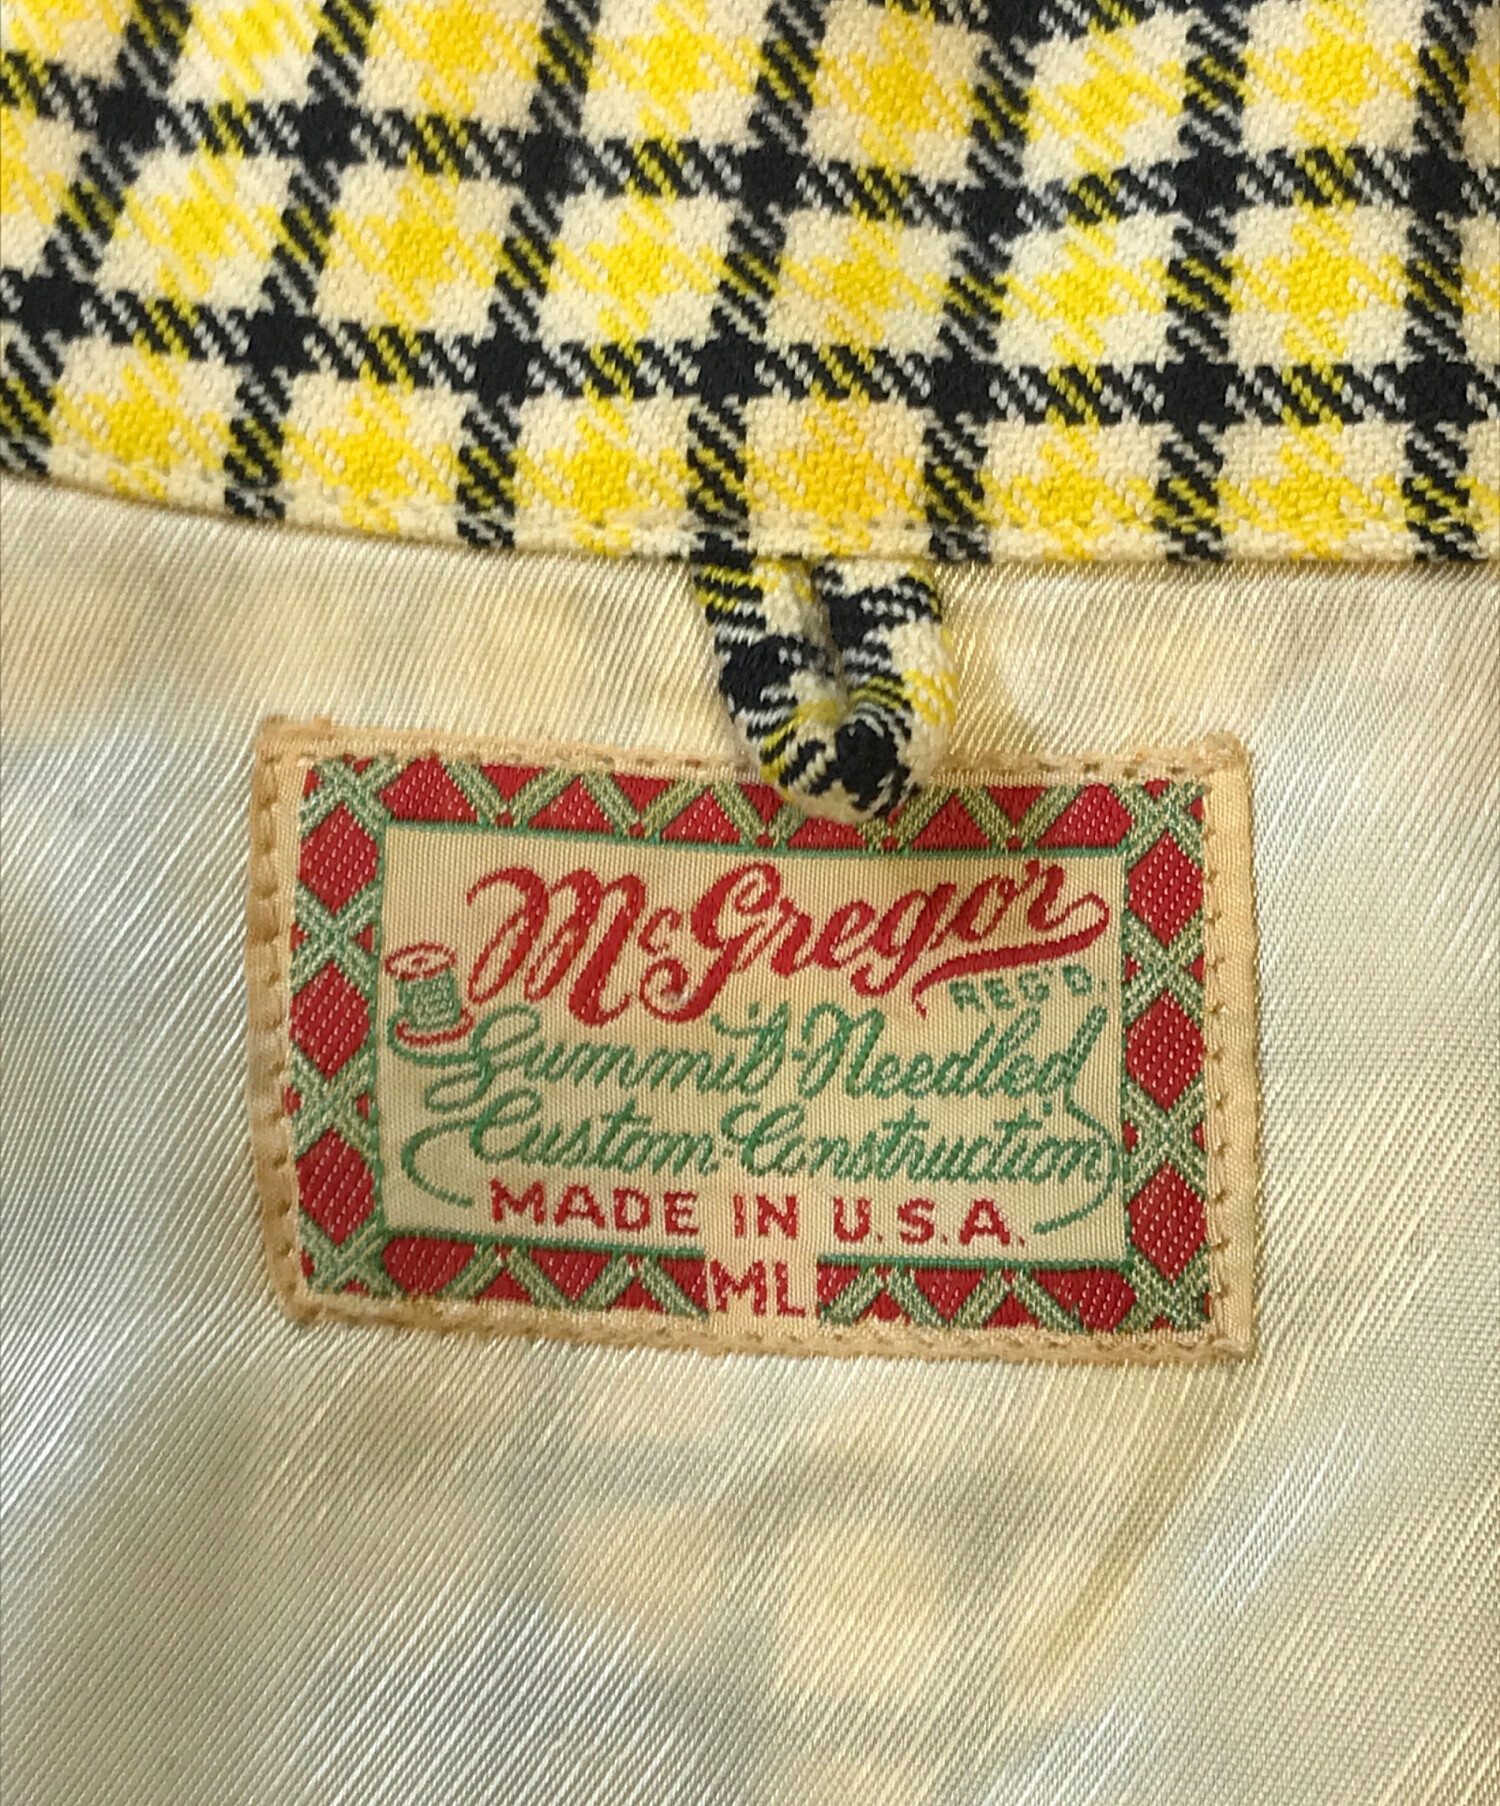 McGregor
REG'D.
Summit-Needled
Custom-Construction
MADE IN U.S.A.
ML